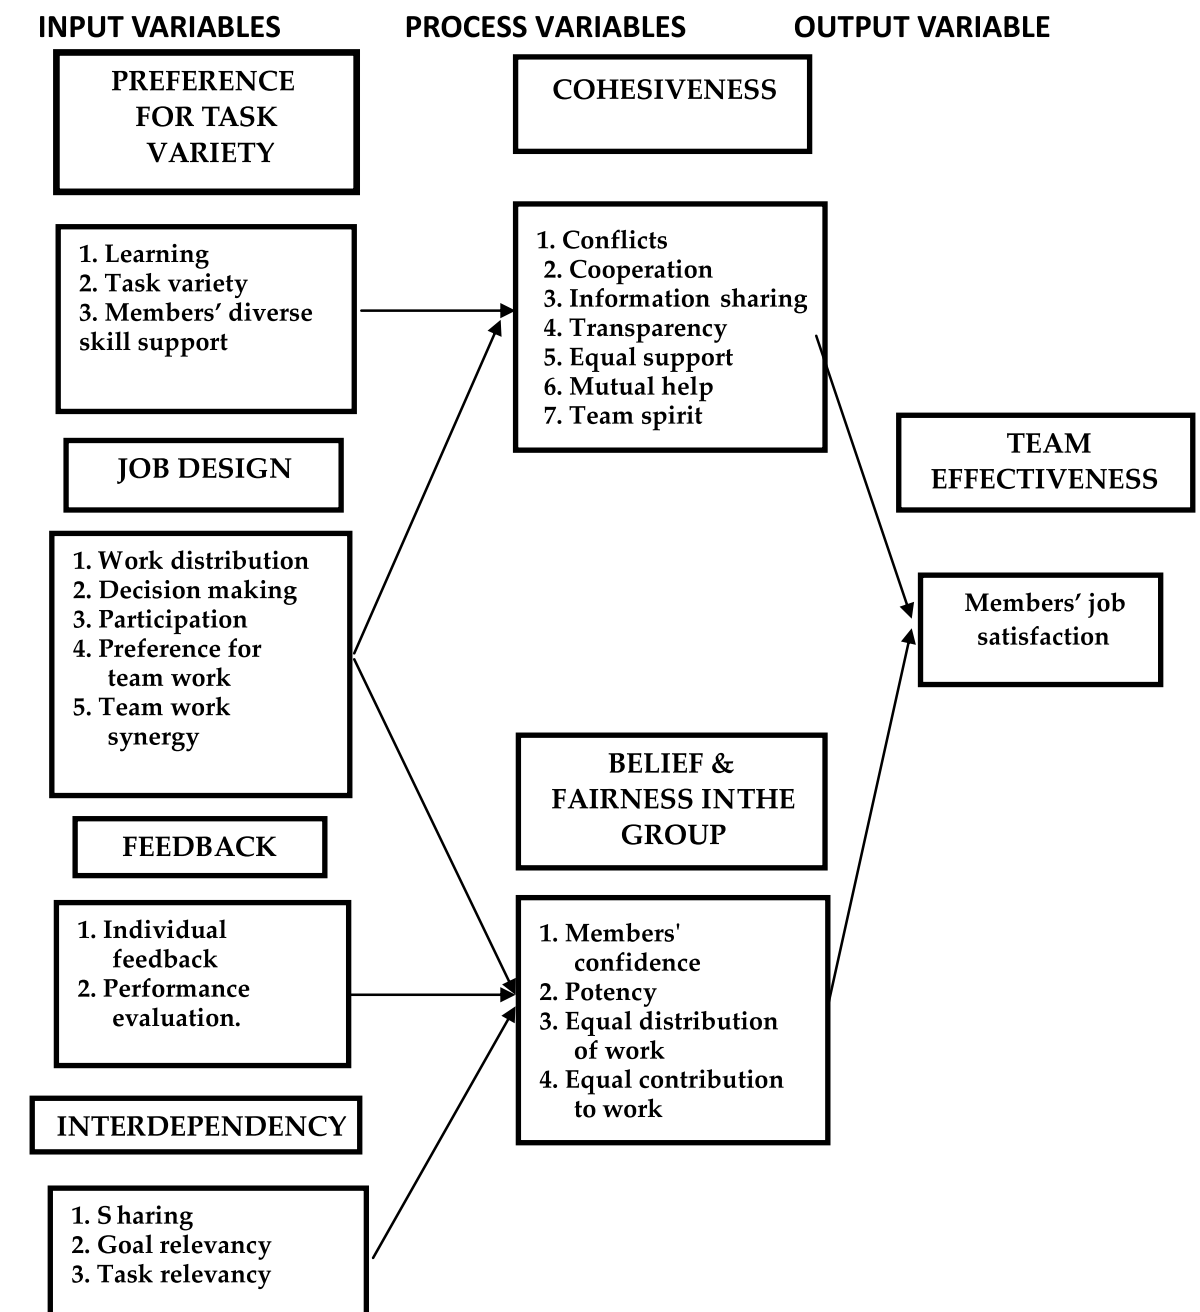 INPUT VARIABLES
PROCESS VARIABLES
OUTPUT VARIABLE
PREFERENCE
FOR TASK
VARIETY
1. Learning
2. Task variety
3. Members’ diverse
skill support
JOB DESIGN
1. Work distribution
2. Decision making
3. Participation
4. Preference for
team work
5. Team work
synergy
FEEDBACK
1. Individual
feedback
2. Performance
evaluation.
INTERDEPENDENCY
1. S haring
2. Goal relevancy
3. Task relevancy
COHESIVENESS
1. Conflicts
2. Cooperation
3. Information sharing
4. Transparency
5. Equal support
6. Mutual help
7. Team spirit
BELIEF &
FAIRNESS INTHE
GROUP
1. Members'
confidence
2. Potency
3. Equal distribution
of work
4. Equal contribution
to work
TEAM
EFFECTIVENESS
Members’ job
satisfaction